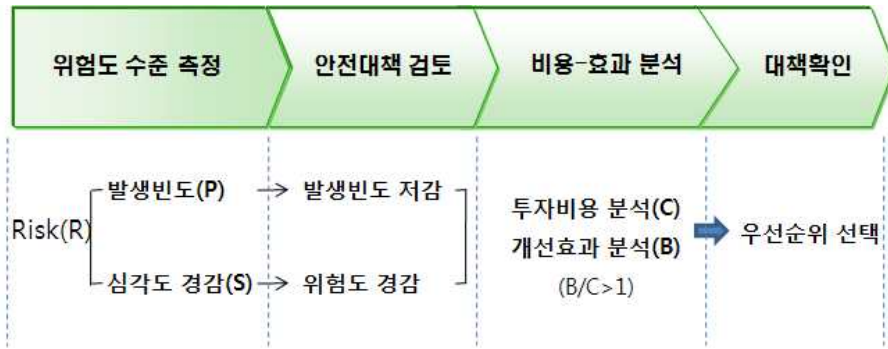 위험도 수준 측정
안전대책 검토
비용-효과 분석
대책확인
Risk(R)
발생빈도(P)
발생빈도 저감
심각도 경감(S)
위험도 경감
투자비용 분석(C)
개선효과 분석(B)
(B/C>1)
우선순위 선택